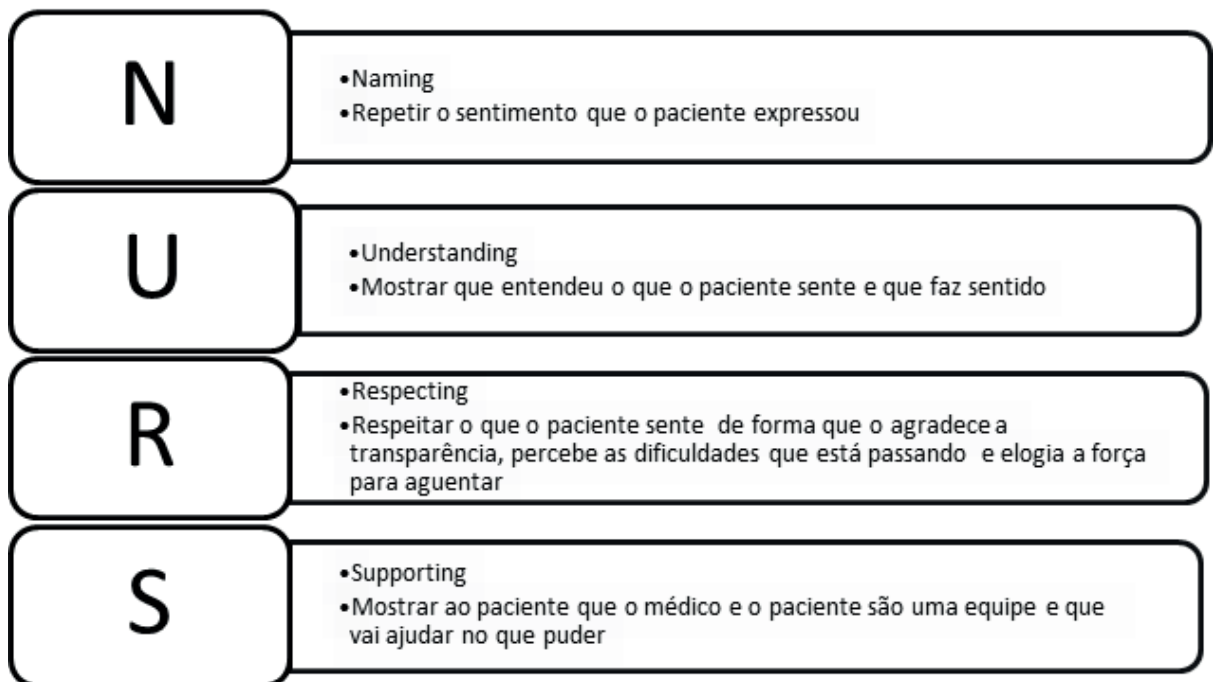 N
•Naming
•Repetir o sentimento que o paciente expressou
U
•Understanding
•Mostrar que entendeu o que o paciente sente e que faz sentido
R
•Respecting
•Respeitar o que o paciente sente de forma que o agradece a
transparência, percebe as dificuldades que está passando e elogia a força
para aguentar
S
•Supporting
•Mostrar ao paciente que o médico e o paciente são uma equipe e que
vai ajudar no que puder